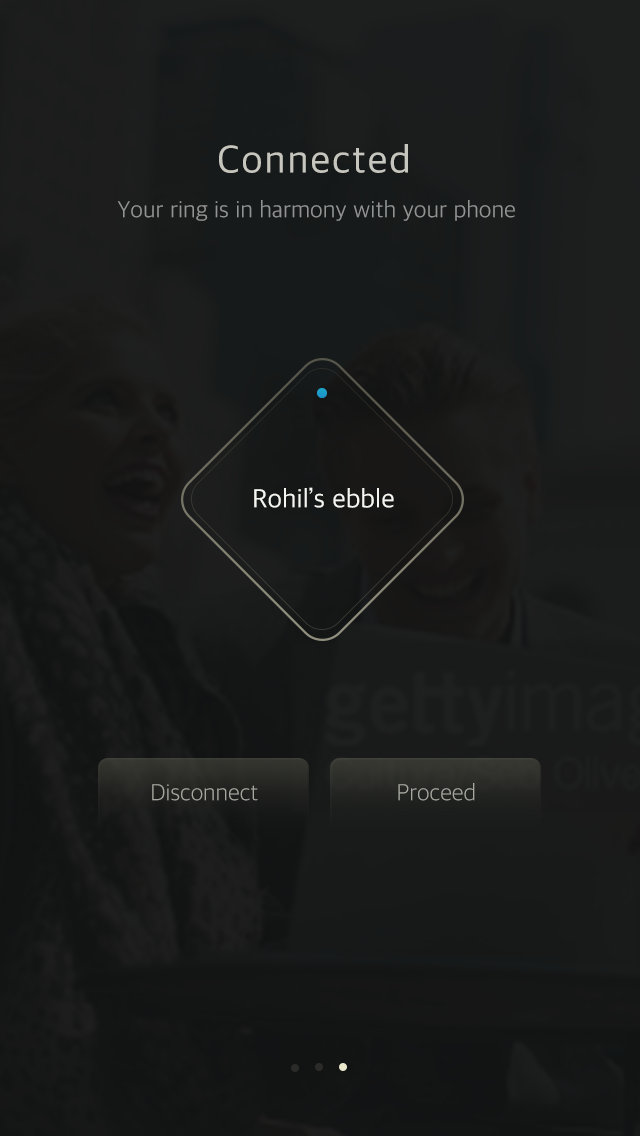 Connected
Your ring is in harmony with your phone
Rohil’s ebble
gettyima
Olive
Disconnect
Proceed